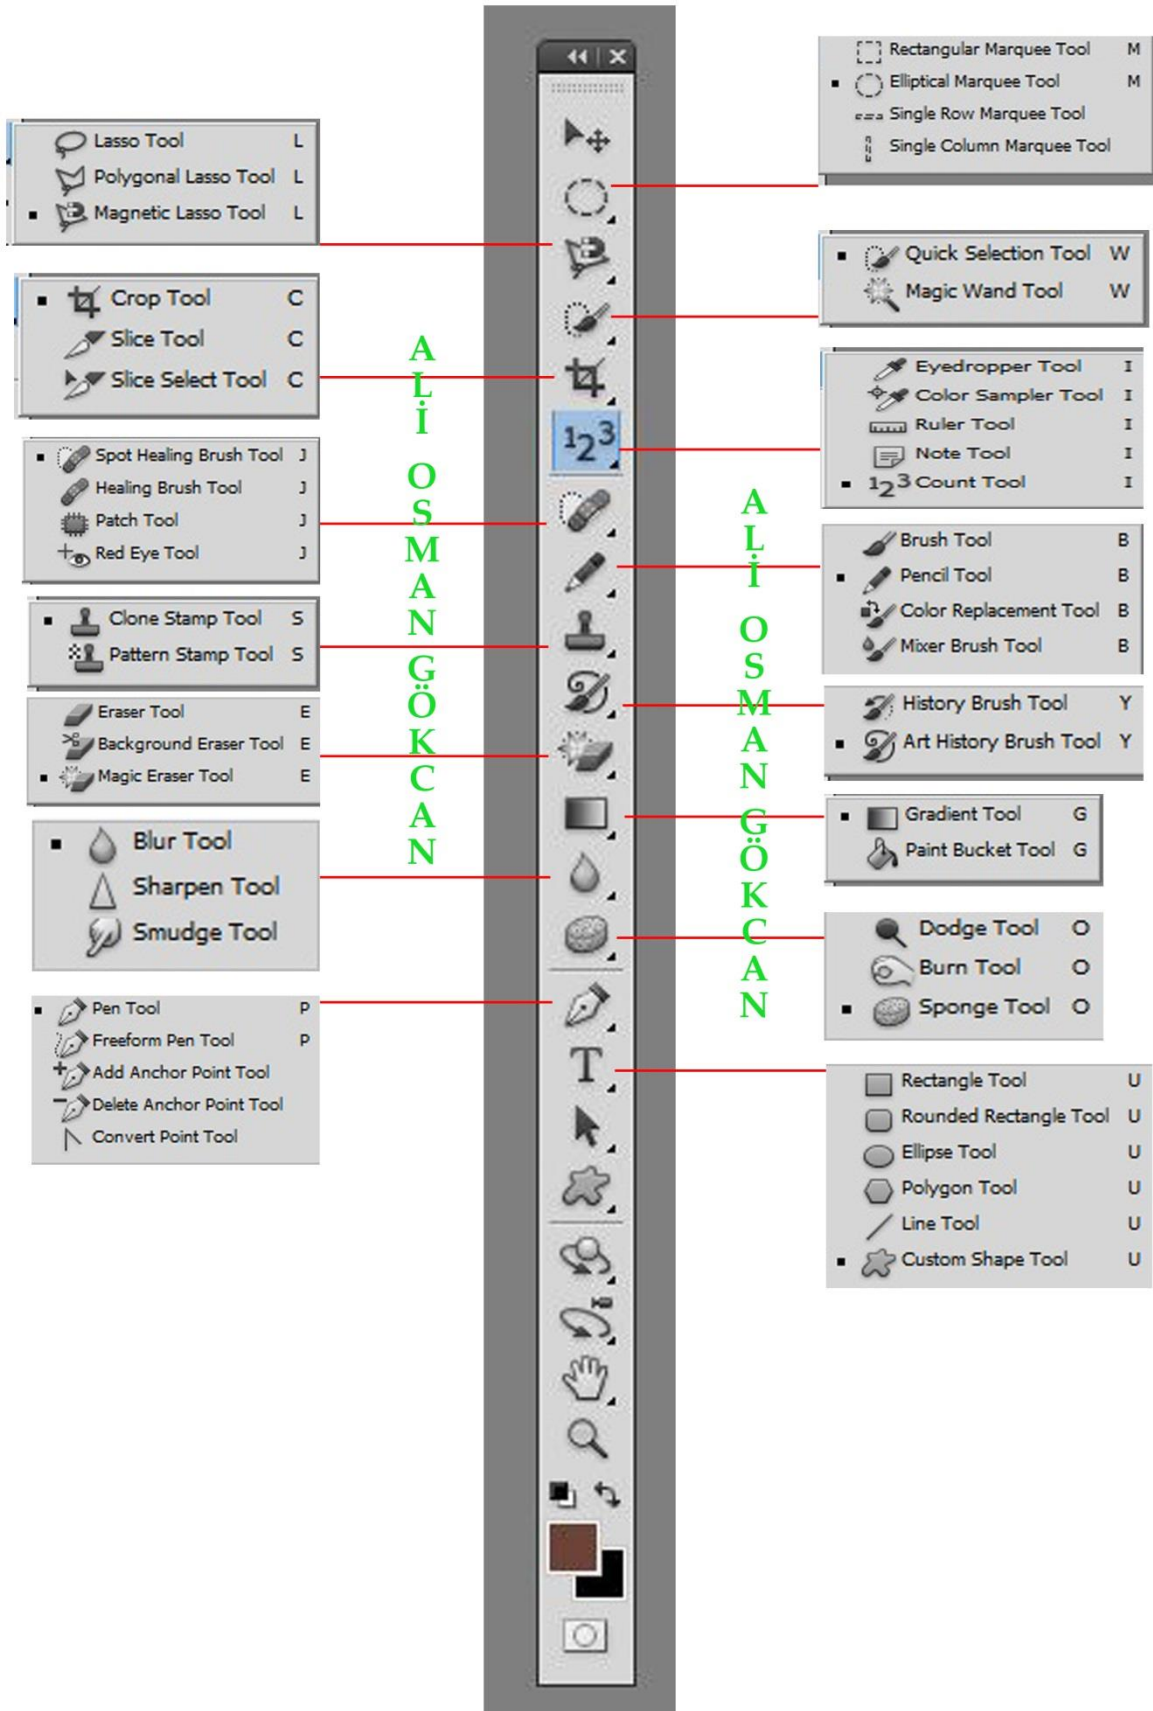 Lasso Tool L
Polygonal Lasso Tool L
Magnetic Lasso Tool L
Crop Tool C
Slice Tool C
Slice Select Tool C
Spot Healing Brush Tool J
Healing Brush Tool J
Patch Tool J
Red Eye Tool J
Clone Stamp Tool S
Pattern Stamp Tool S
Eraser Tool E
Background Eraser Tool E
Magic Eraser Tool E
Blur Tool
Sharpen Tool
Smudge Tool
Pen Tool P
Freeform Pen Tool P
Add Anchor Point Tool
Delete Anchor Point Tool
Convert Point Tool
ALİ OSMAN GÖKCAN
123
T
ALİ OSMAN GÖKCAN
Rectangular Marquee Tool M
Elliptical Marquee Tool M
Single Row Marquee Tool
Single Column Marquee Tool
Quick Selection Tool W
Magic Wand Tool W
Eyedropper Tool I
Color Sampler Tool I
Ruler Tool I
Note Tool I
123 Count Tool I
Brush Tool B
Pencil Tool B
Color Replacement Tool B
Mixer Brush Tool B
History Brush Tool Y
Art History Brush Tool Y
Gradient Tool G
Paint Bucket Tool G
Dodge Tool O
Burn Tool O
Sponge Tool O
Rectangle Tool U
Rounded Rectangle Tool U
Ellipse Tool U
Polygon Tool U
Line Tool U
Custom Shape Tool U